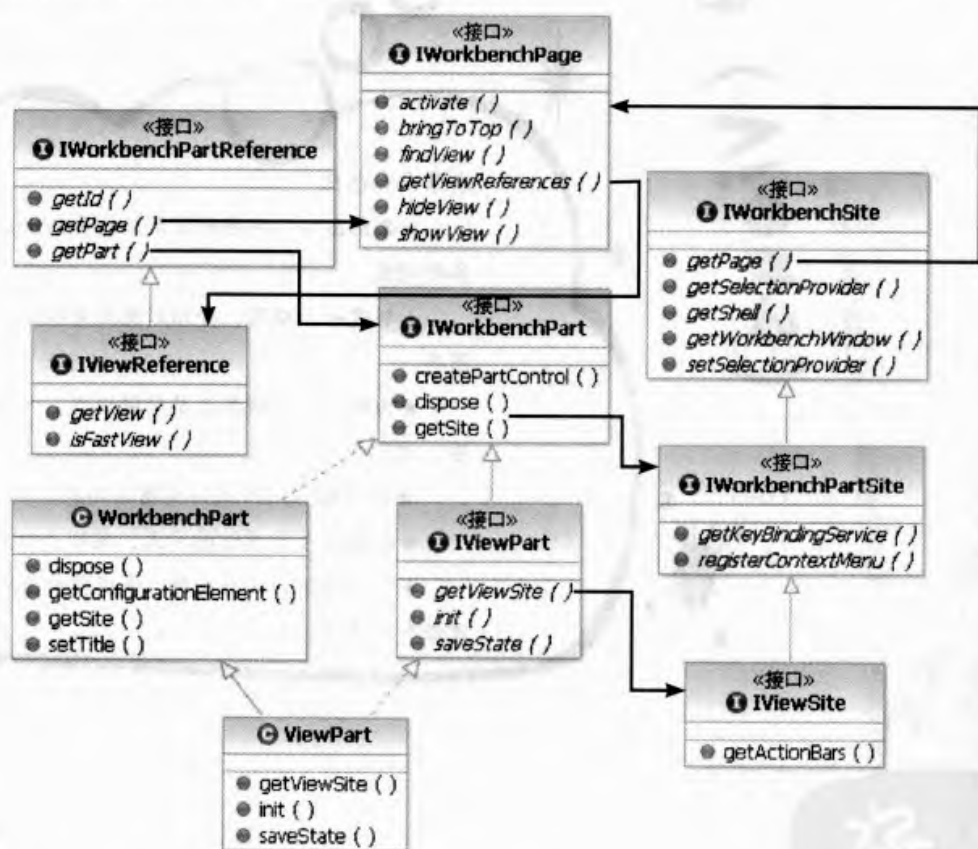 «接口»
IWorkbenchPage
activate ( )
bringToTop ( )
findView ( )
getViewReferences ( )
hideView ( )
showView ( )
«接口»
IWorkbenchPartReference
getId ( )
getPage ( )
getPart ( )
«接口»
IWorkbenchSite
getPage ( )
getSelectionProvider ( )
getShell ( )
getWorkbenchWindow ( )
setSelectionProvider ( )
«接口»
IViewReference
getView ( )
isFastView ( )
«接口»
IWorkbenchPart
createPartControl ( )
dispose ( )
getSite ( )
«接口»
IWorkbenchPartSite
getKeyBindingService ( )
registerContextMenu ( )
WorkbenchPart
dispose ( )
getConfigurationElement ( )
getSite ( )
setTitle ( )
«接口»
IViewPart
getViewSite ( )
init ( )
saveState ( )
«接口»
IViewSite
getActionBars ( )
ViewPart
getViewSite ( )
init ( )
saveState ( )